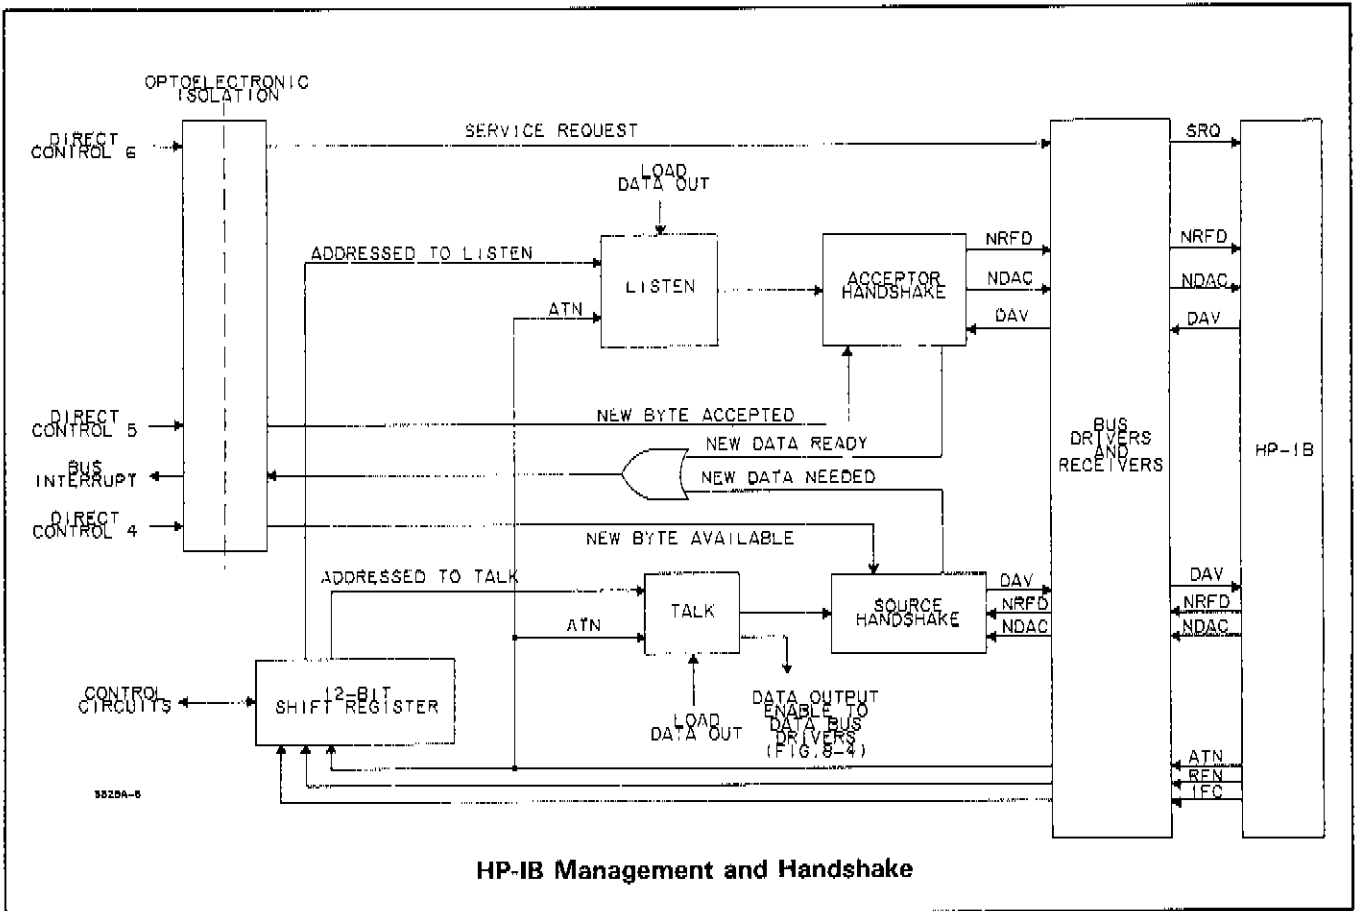 OPTOELECTRONIC
ISOLATION
DIRECT
CONTROL 6
SERVICE REQUEST
SRQ
LOAD
DATA OUT
ADDRESSED TO LISTEN
LISTEN
ATN
ACCEPTOR
HANDSHAKE
NRFD
NDAC
DAV
NRFD
NDAC
DAV
DIRECT
CONTROL 5
NEW BYTE ACCEPTED
BUS
INTERRUPT
NEW DATA READY
NEW DATA NEEDED
BUS
DRIVERS
AND
RECEIVERS
HP-IB
DIRECT
CONTROL 4
NEW BYTE AVAILABLE
ADDRESSED TO TALK
TALK
ATN
SOURCE
HANDSHAKE
DAV
NRFD
NDAC
DAV
NRFD
NDAC
CONTROL
CIRCUITS
12-BIT
SHIFT REGISTER
LOAD
DATA OUT
DATA OUTPUT
ENABLE TO
DATA BUS
DRIVERS
(FIG.8-4)
ATN
REN
IFC
HP-IB Management and Handshake